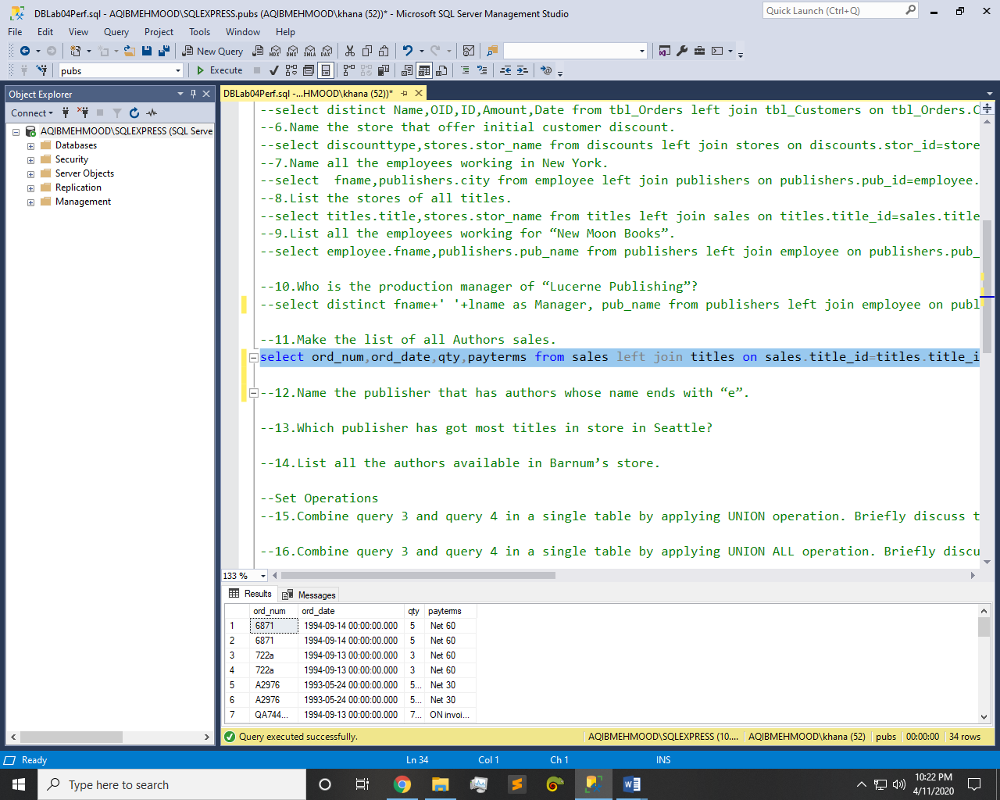 DBLab04Perf.sql - AQIBMEHMOOD\SQLEXPRESS.pubs (AQIBMEHMOOD\khana (52))* - Microsoft SQL Server Management Studio
Quick Launch (Ctrl+Q)
File Edit View Query Project Tools Window Help
New Query
MDX DMX XMLA DAX
pubs
Execute
Object Explorer
DBLab04Perf.sql -...HMOOD\khana (52))*
Connect
AQIBMEHMOOD\SQLEXPRESS (SQL Serve
Databases
Security
Server Objects
Replication
Management
--select distinct Name,OID,ID,Amount,Date from tbl_Orders left join tbl_Customers on tbl_Orders.C
--6.Name the store that offer initial customer discount.
--select discounttype,stores.stor_name from discounts left join stores on discounts.stor_id=store
--7.Name all the employees working in New York.
--select  fname,publishers.city from employee left join publishers on publishers.pub_id=employee.
--8.List the stores of all titles.
--select titles.title,stores.stor_name from titles left join sales on titles.title_id=sales.title
--9.List all the employees working for “New Moon Books”.
--select employee.fname,publishers.pub_name from publishers left join employee on publishers.pub_
--10.Who is the production manager of “Lucerne Publishing”?
--select distinct fname+' '+lname as Manager, pub_name from publishers left join employee on publ
--11.Make the list of all Authors sales.
select ord_num,ord_date,qty,payterms from sales left join titles on sales.title_id=titles.title_i
--12.Name the publisher that has authors whose name ends with “e”.
--13.Which publisher has got most titles in store in Seattle?
--14.List all the authors available in Barnum’s store.
--Set Operations
--15.Combine query 3 and query 4 in a single table by applying UNION operation. Briefly discuss t
--16.Combine query 3 and query 4 in a single table by applying UNION ALL operation. Briefly discu
133 %
Results Messages
ord_num ord_date qty payterms
1 6871 1994-09-14 00:00:00.000 5 Net 60
2 6871 1994-09-14 00:00:00.000 5 Net 60
3 722a 1994-09-13 00:00:00.000 3 Net 60
4 722a 1994-09-13 00:00:00.000 3 Net 60
5 A2976 1993-05-24 00:00:00.000 5... Net 30
6 A2976 1993-05-24 00:00:00.000 5... Net 30
7 QA744... 1994-09-13 00:00:00.000 7... ON invoi...
Query executed successfully.
AQIBMEHMOOD\SQLEXPRESS (10.... AQIBMEHMOOD\khana (52) pubs 00:00:00 34 rows
Ready
Ln 34 Col 1 Ch 1 INS
Type here to search
10:22 PM
4/11/2020